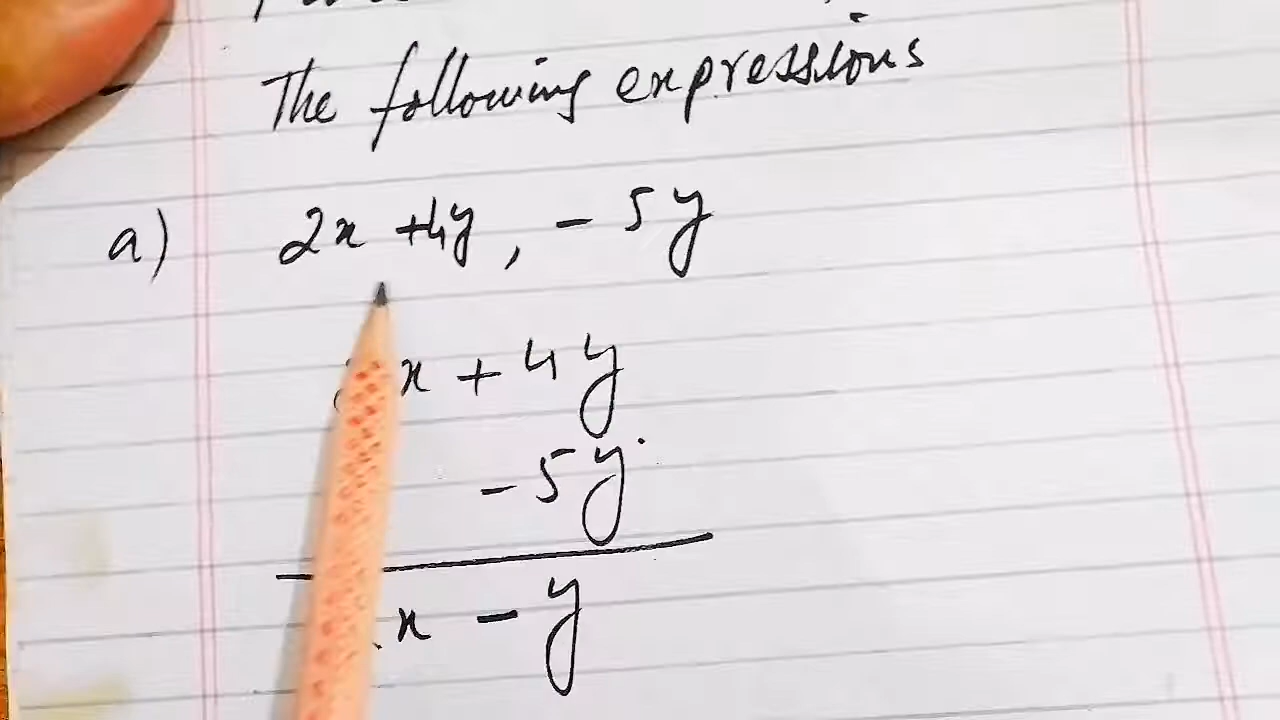 The following expressions
a) 2x + 4y, - 5y
x + 4y
- 5y
x - y